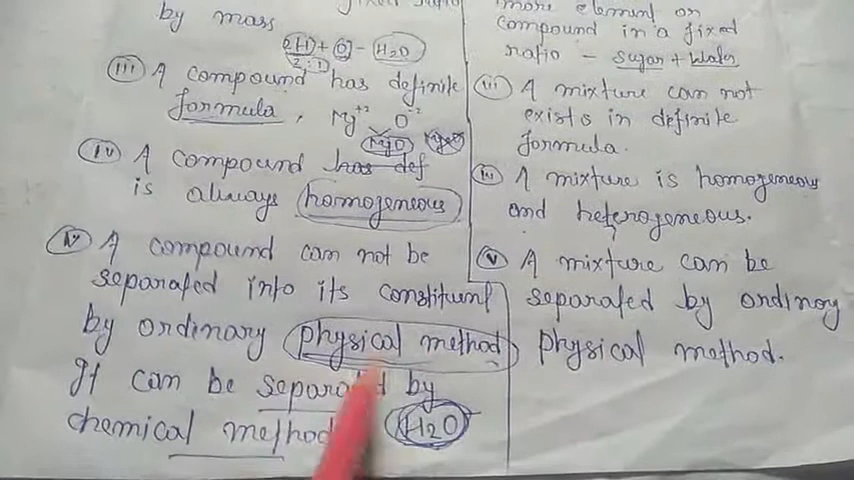 by mass
2H + O - H2O
2 : 1
iii A compound has definite
formula, Mg+2 O-2
MgO
iv A compound has def
is always homogeneous
v A compound can not be
separated into its constitunt
by ordinary physical method
It can be separated by
chemical method H2O
more element or
compound in a fixed
ratio - sugar + Water
iii A mixture can not
exists in definite
formula.
A mixture is homogeneous
and heterogeneous.
v A mixture can be
separated by ordinory
physical method.